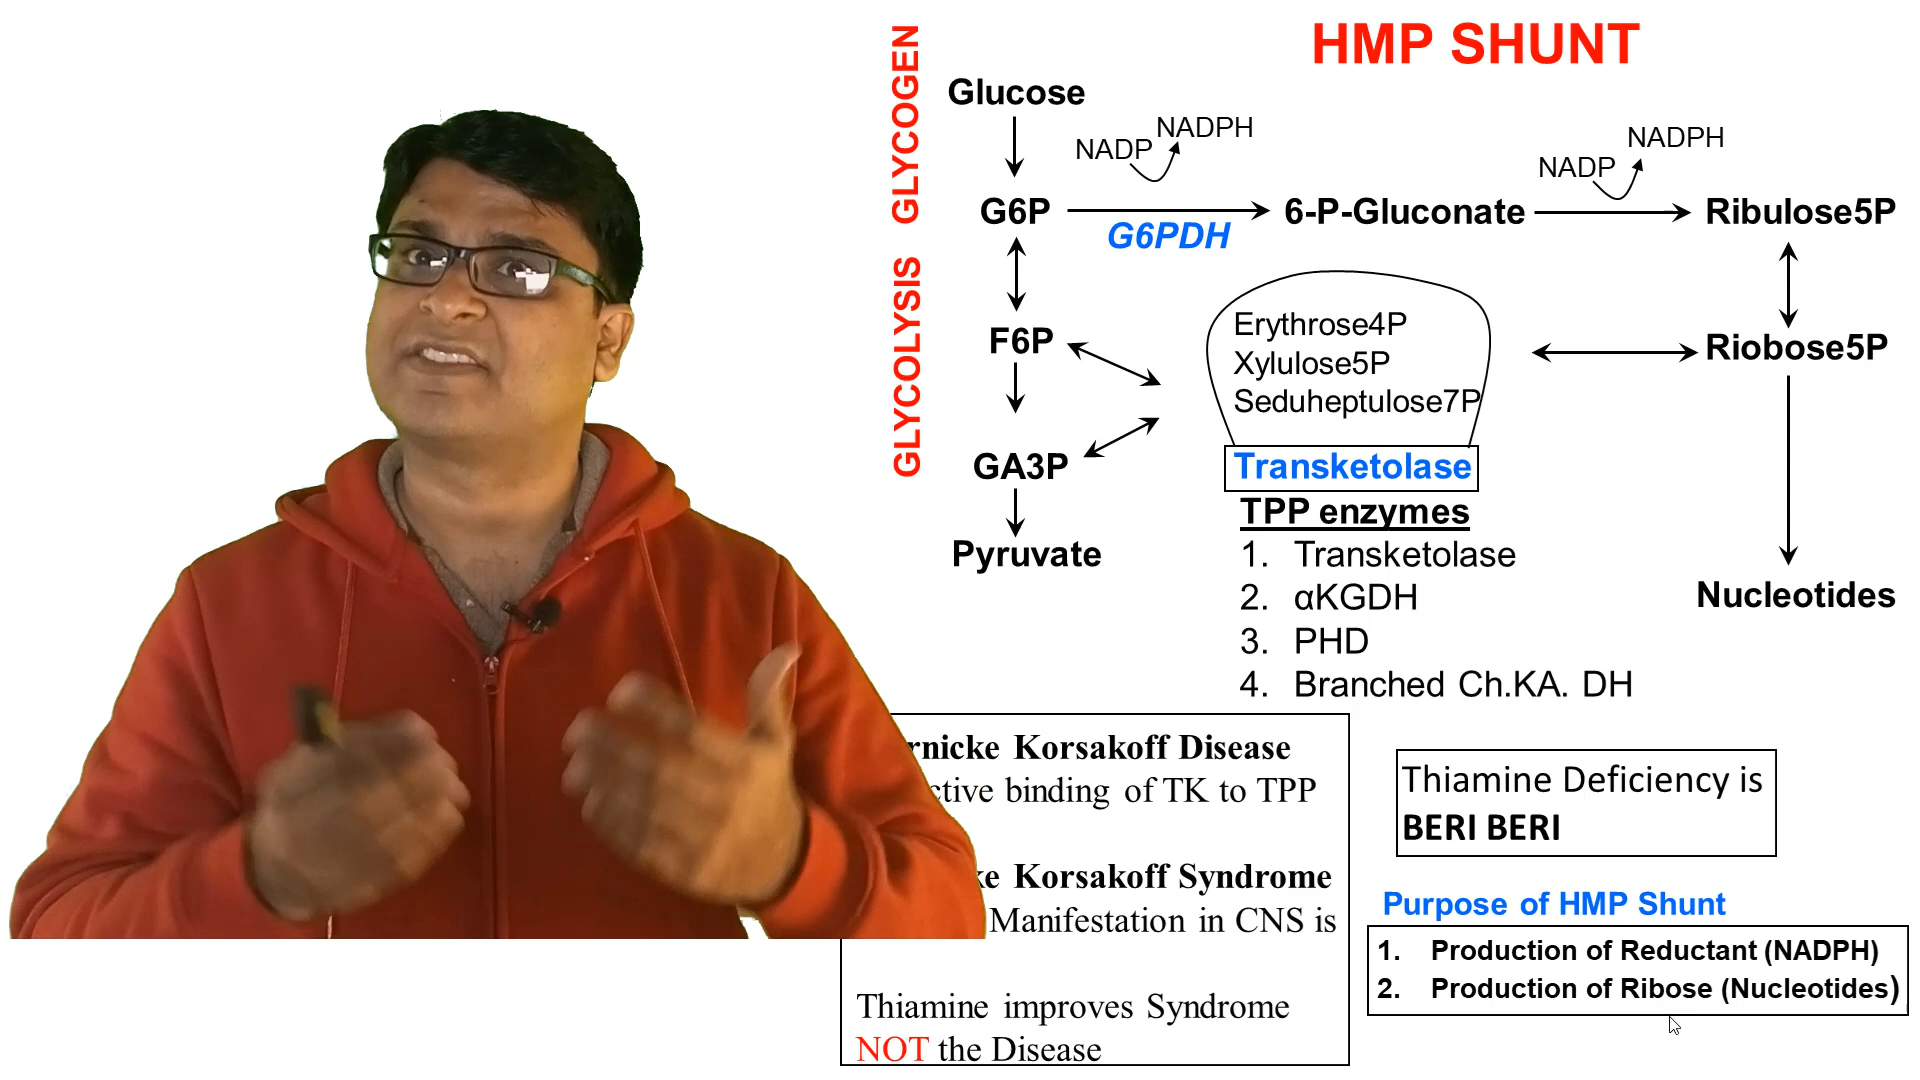 HMP SHUNT
GLYCOGEN
GLYCOLYSIS
Glucose
NADP
NADPH
NADP
NADPH
G6P
G6PDH
6-P-Gluconate
Ribulose5P
F6P
Erythrose4P
Xylulose5P
Seduheptulose7P
Riobose5P
GA3P
Transketolase
TPP enzymes
1. Transketolase
2. αKGDH
3. PHD
4. Branched Ch.KA. DH
Pyruvate
Nucleotides
Korsakoff Disease
binding of TK to TPP
Korsakoff Syndrome
Manifestation in CNS is
Thiamine improves Syndrome
NOT the Disease
Thiamine Deficiency is
BERI BERI
Purpose of HMP Shunt
1. Production of Reductant (NADPH)
2. Production of Ribose (Nucleotides)